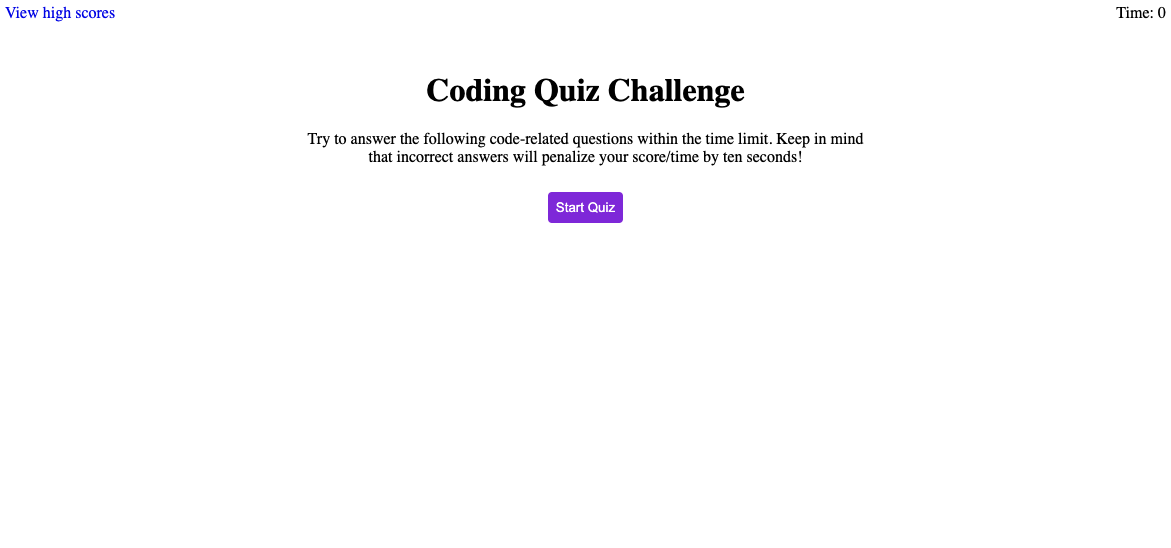 View high scores
Time: 0
Coding Quiz Challenge
Try to answer the following code-related questions within the time limit. Keep in mind
that incorrect answers will penalize your score/time by ten seconds!
Start Quiz